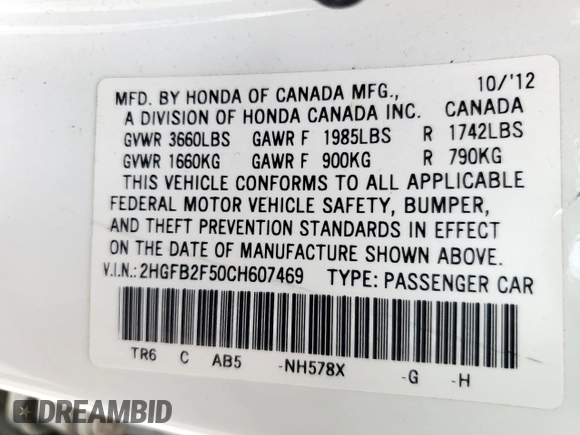 MFD. BY HONDA OF CANADA MFG., 10/'12
A DIVISION OF HONDA CANADA INC. CANADA
GVWR 3660LBS GAWR F 1985LBS R 1742LBS
GVWR 1660KG GAWR F 900KG R 790KG
THIS VEHICLE CONFORMS TO ALL APPLICABLE
FEDERAL MOTOR VEHICLE SAFETY, BUMPER,
AND THEFT PREVENTION STANDARDS IN EFFECT
ON THE DATE OF MANUFACTURE SHOWN ABOVE.
V.I.N.: 2HGFB2F50CH607469 TYPE: PASSENGER CAR
TR6 C AB5 -NH578X -G -H
DREAMBID